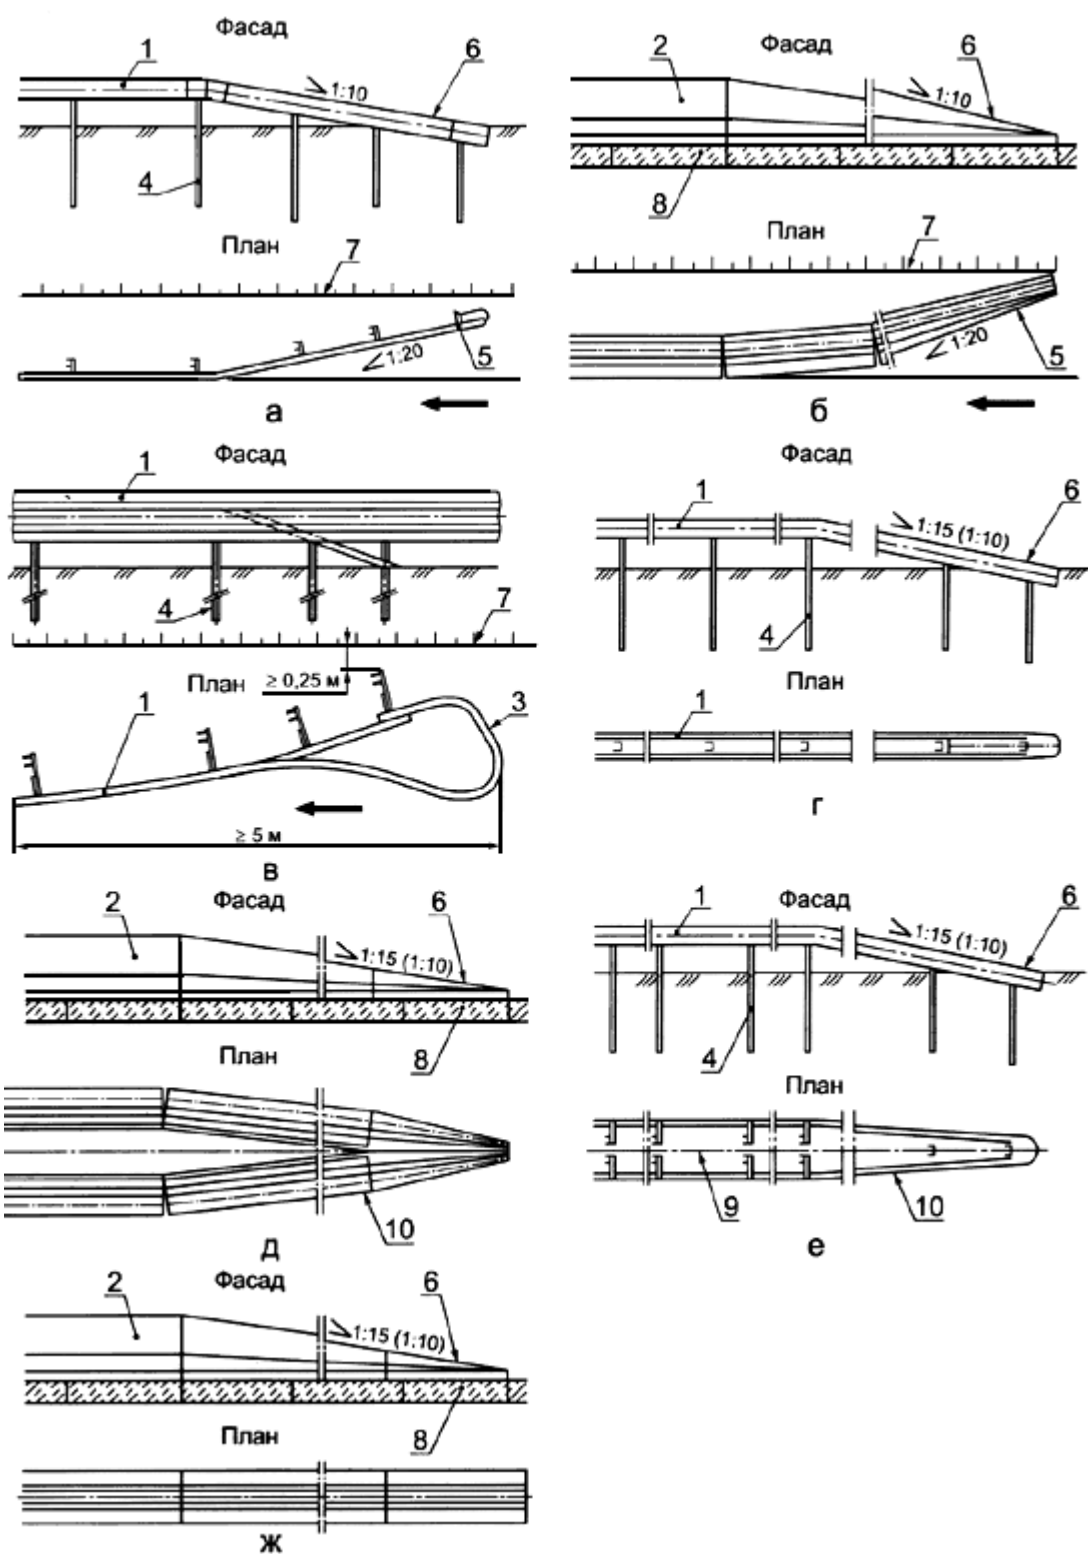 Фасад
1
6
1:10
4
План
7
1:20
5
а
Фасад
2
6
1:10
8
План
7
1:20
5
б
Фасад
1
4
7
План
≥ 0,25 м
1
3
≥ 5 м
в
Фасад
1
6
1:15 (1:10)
4
План
1
г
Фасад
2
6
1:15 (1:10)
План
8
10
д
Фасад
1
6
1:15 (1:10)
4
План
9
10
е
Фасад
2
6
1:15 (1:10)
План
8
ж